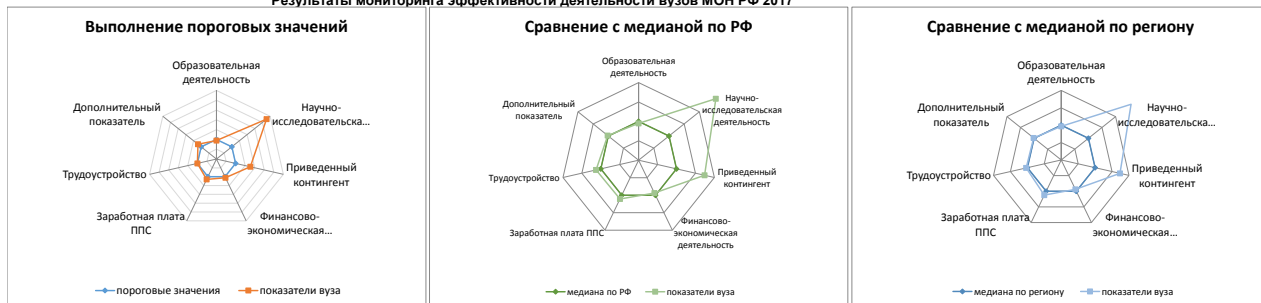 Результаты мониторинга эффективности деятельности вузов МОН РФ 2017
Выполнение пороговых значений
Образовательная
деятельность
Научно-
исследовательска...
Приведенный
контингент
Финансово-
экономическая...
Заработная плата
ППС
Трудоустройство
Дополнительный
показатель
пороговые значения
показатели вуза
Сравнение с медианой по РФ
Образовательная
деятельность
Научно-
исследовательская
деятельность
Приведенный
контингент
Финансово-
экономическая
деятельность
Заработная плата ППС
Трудоустройство
Дополнительный
показатель
медиана по РФ
показатели вуза
Сравнение с медианой по региону
Образовательная
деятельность
Научно-
исследовательска...
Приведенный
контингент
Финансово-
экономическая...
Заработная плата
ППС
Трудоустройство
Дополнительный
показатель
медиана по региону
показатели вуза